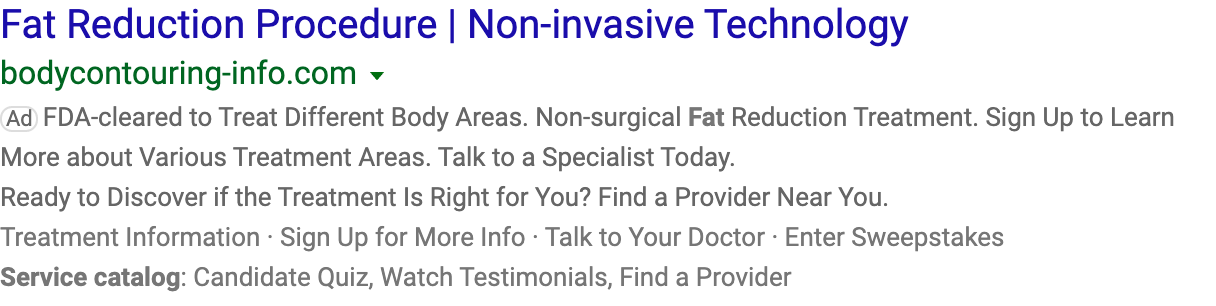 Fat Reduction Procedure | Non-invasive Technology
bodycontouring-info.com
Ad FDA-cleared to Treat Different Body Areas. Non-surgical Fat Reduction Treatment. Sign Up to Learn
More about Various Treatment Areas. Talk to a Specialist Today.
Ready to Discover if the Treatment Is Right for You? Find a Provider Near You.
Treatment Information · Sign Up for More Info · Talk to Your Doctor · Enter Sweepstakes
Service catalog: Candidate Quiz, Watch Testimonials, Find a Provider